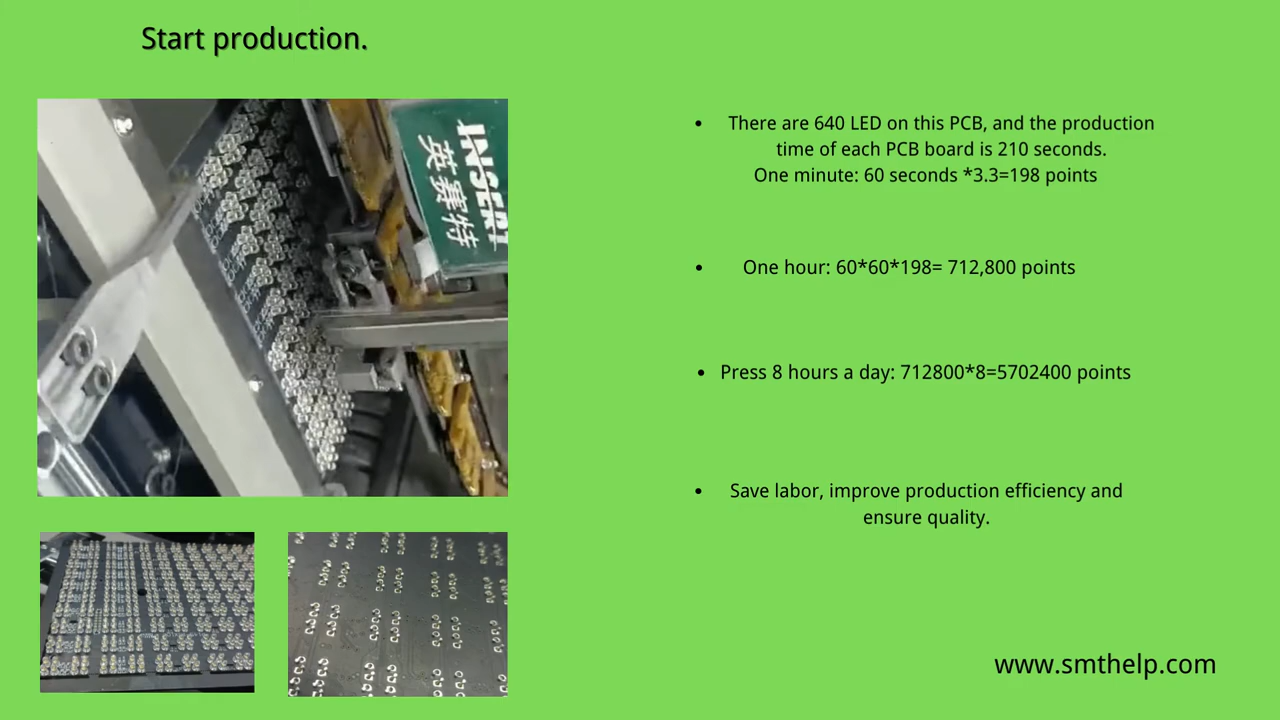 Start production.
INSERT
英赛特
• There are 640 LED on this PCB, and the production
time of each PCB board is 210 seconds.
One minute: 60 seconds *3.3=198 points
• One hour: 60*60*198= 712,800 points
• Press 8 hours a day: 712800*8=5702400 points
• Save labor, improve production efficiency and
ensure quality.
www.smthelp.com